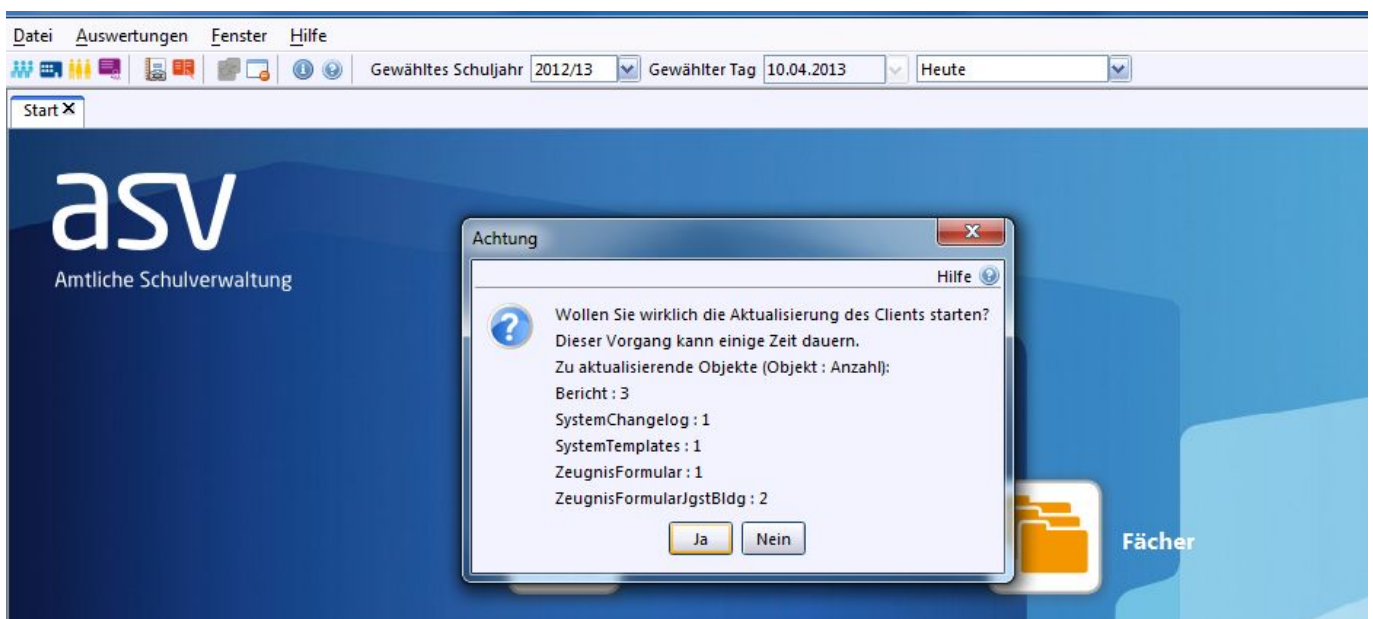 Datei Auswertungen Fenster Hilfe
Gewähltes Schuljahr 2012/13 Gewählter Tag 10.04.2013 Heute
Start
asv
Amtliche Schulverwaltung
Achtung
Hilfe
Wollen Sie wirklich die Aktualisierung des Clients starten?
Dieser Vorgang kann einige Zeit dauern.
Zu aktualisierende Objekte (Objekt : Anzahl):
Bericht : 3
SystemChangelog : 1
SystemTemplates : 1
ZeugnisFormular : 1
ZeugnisFormularJgstBldg : 2
Ja Nein
Fächer